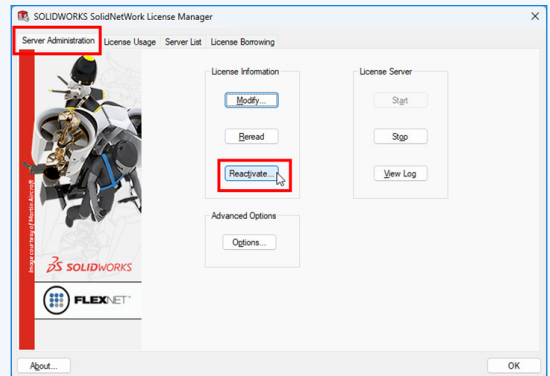 SOLIDWORKS SolidNetWork License Manager
Server Administration
License Usage
Server List
License Borrowing
License Information
License Server
Modify...
Start
Reread
Stop
Reactivate...
View Log
Advanced Options
Options...
Image courtesy of Martin Aircraft
SOLIDWORKS
FLEXNET
About...
OK